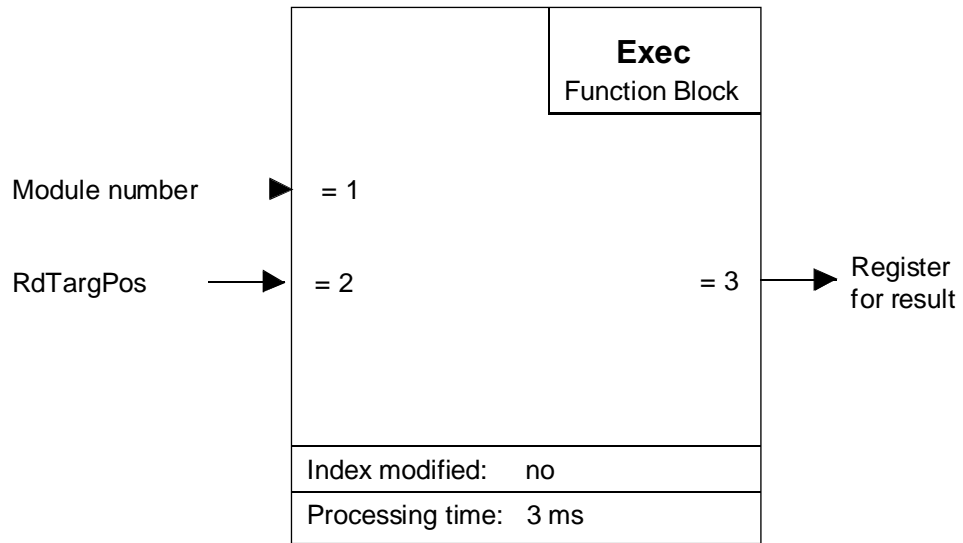 Exec
Function Block
Module number
= 1
RdTargPos
= 2
= 3
Register
for result
Index modified: no
Processing time: 3 ms